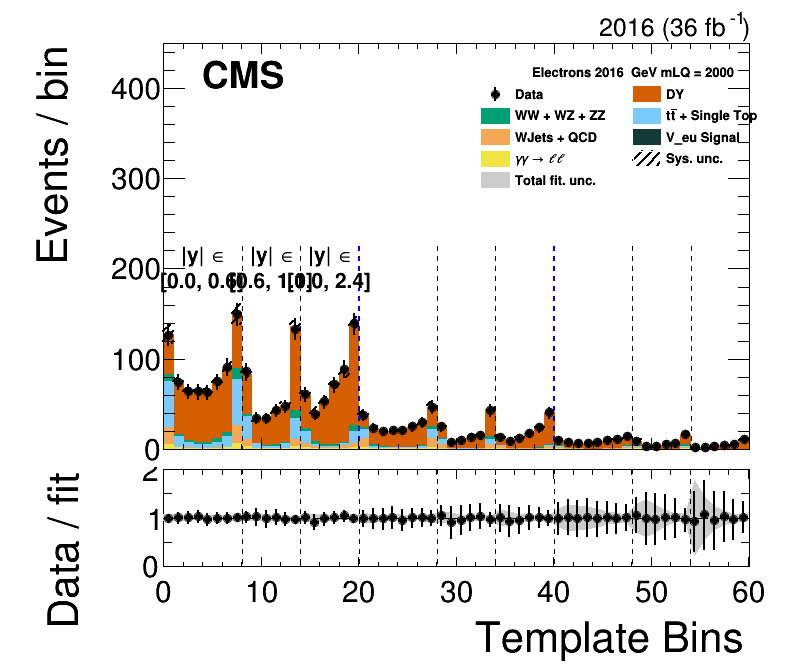 2016 (36 fb⁻¹)
CMS
Electrons 2016 GeV mLQ = 2000
Data
DY
WW + WZ + ZZ
tt̅ + Single Top
WJets + QCD
V_eu Signal
γγ → ℓℓ
Sys. unc.
Total fit. unc.
Events / bin
400
300
200
100
0
|y| ∈
[0.0, 0.6]
|y| ∈
[0.6, 1.0]
|y| ∈
[1.0, 2.4]
Data / fit
2
1
0
0 10 20 30 40 50 60
Template Bins